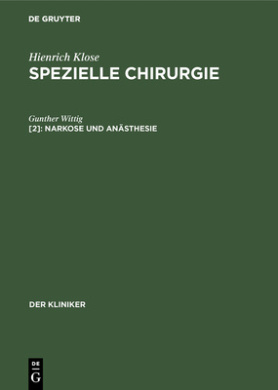 DE GRUYTER
Hienrich Klose
SPEZIELLE CHIRURGIE
Gunther Wittig
[2]: NARKOSE UND ANÄSTHESIE
DER KLINIKER
DE
G